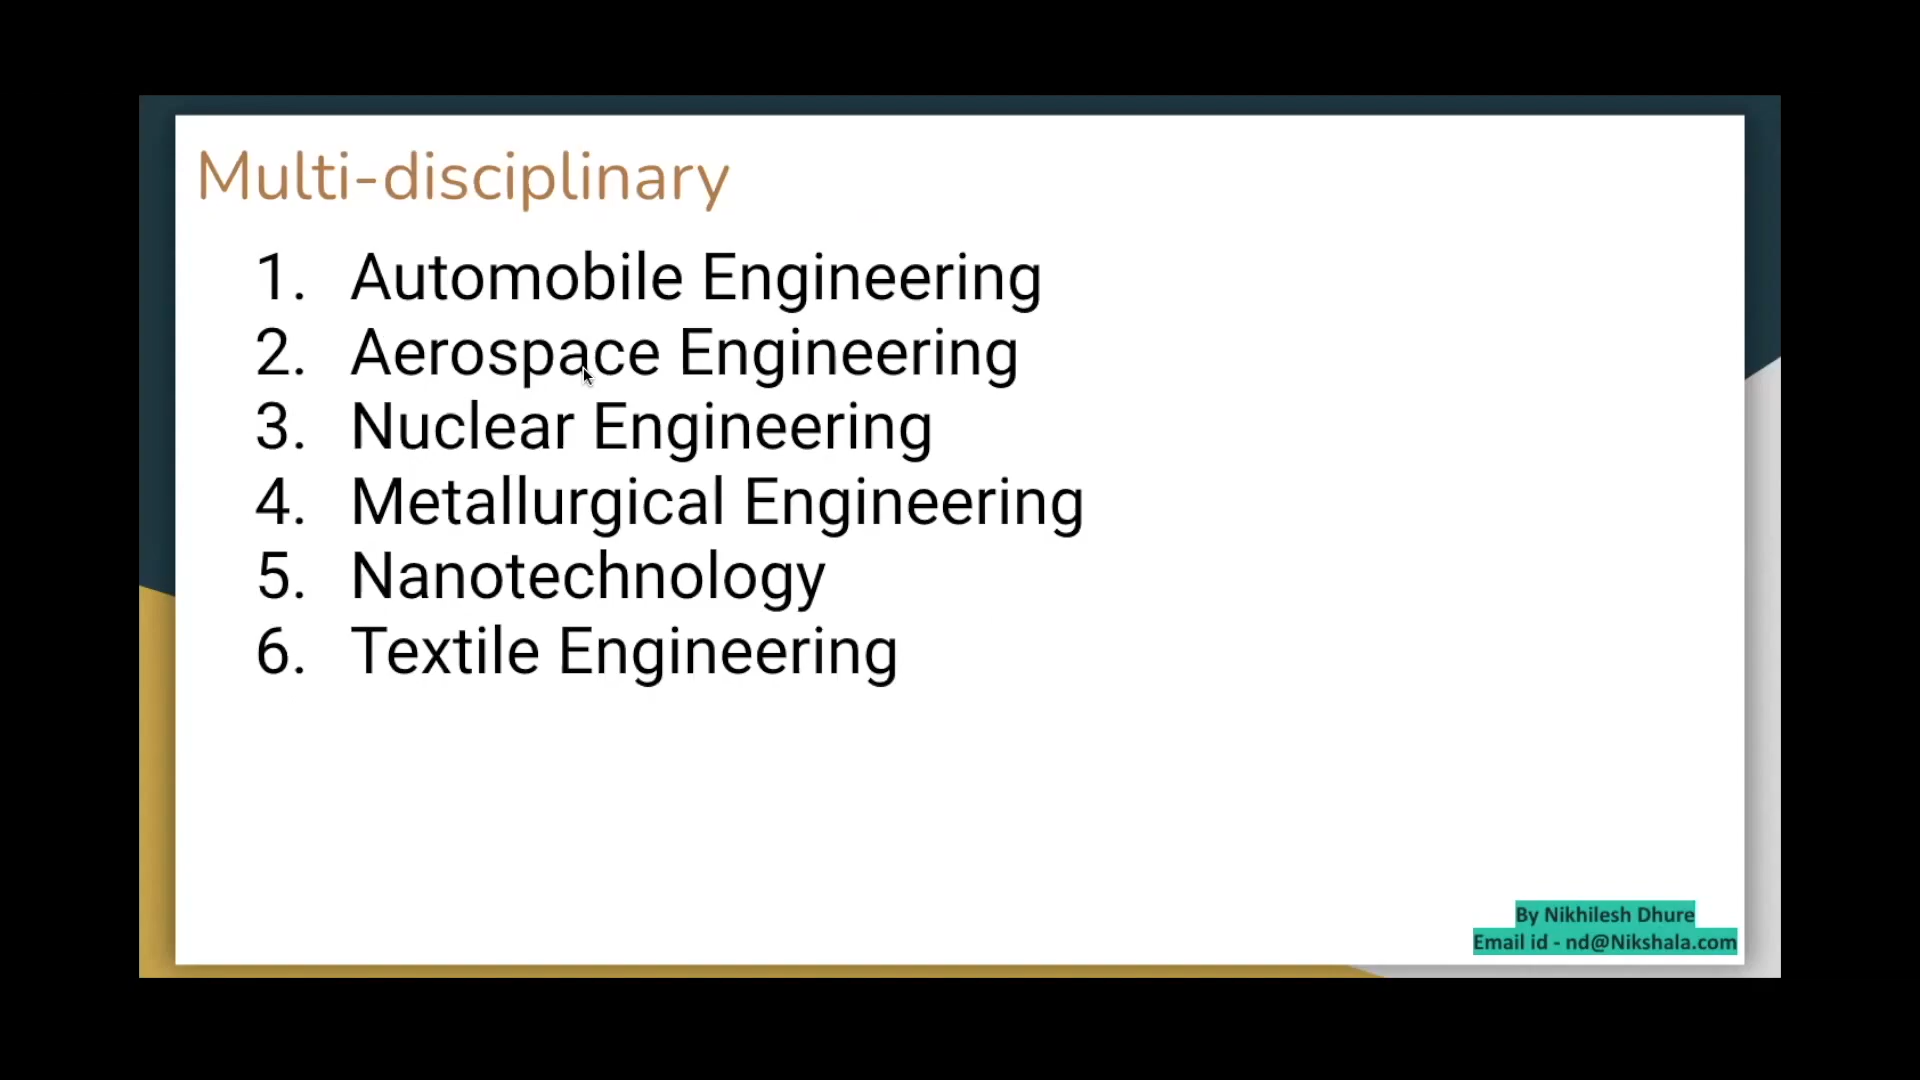 Multi-disciplinary
1. Automobile Engineering
2. Aerospace Engineering
3. Nuclear Engineering
4. Metallurgical Engineering
5. Nanotechnology
6. Textile Engineering
By Nikhilesh Dhure
Email id - nd@Nikshala.com